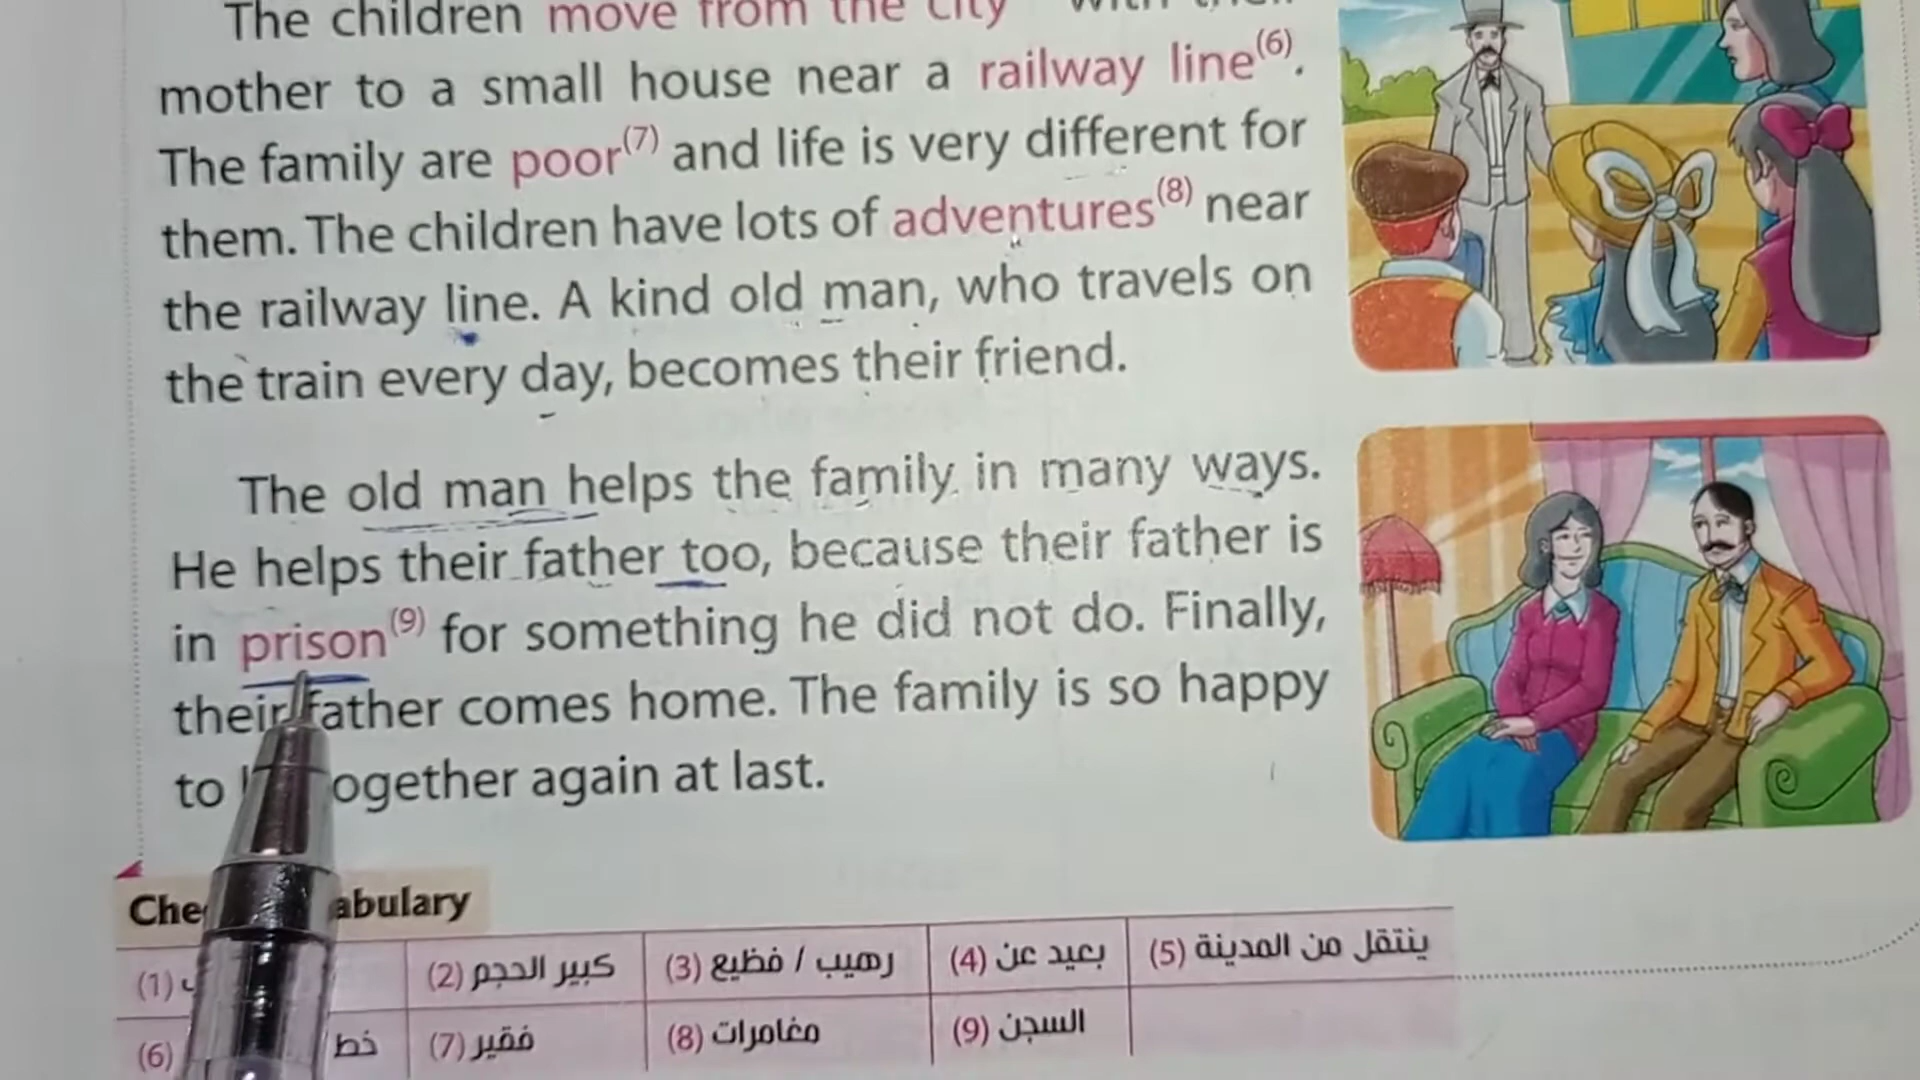 The children move from the city with their
mother to a small house near a railway line(6).
The family are poor(7) and life is very different for
them. The children have lots of adventures(8) near
the railway line. A kind old man, who travels on
the train every day, becomes their friend.
The old man helps the family in many ways.
He helps their father too, because their father is
in prison(9) for something he did not do. Finally,
their father comes home. The family is so happy
to together again at last.
(1) (2) كبير الحجم (3) رهيب / فظيع (4) بعيد عن (5) ينتقل من المدينة
(6) خط (7) فقير (8) مغامرات (9) السجن